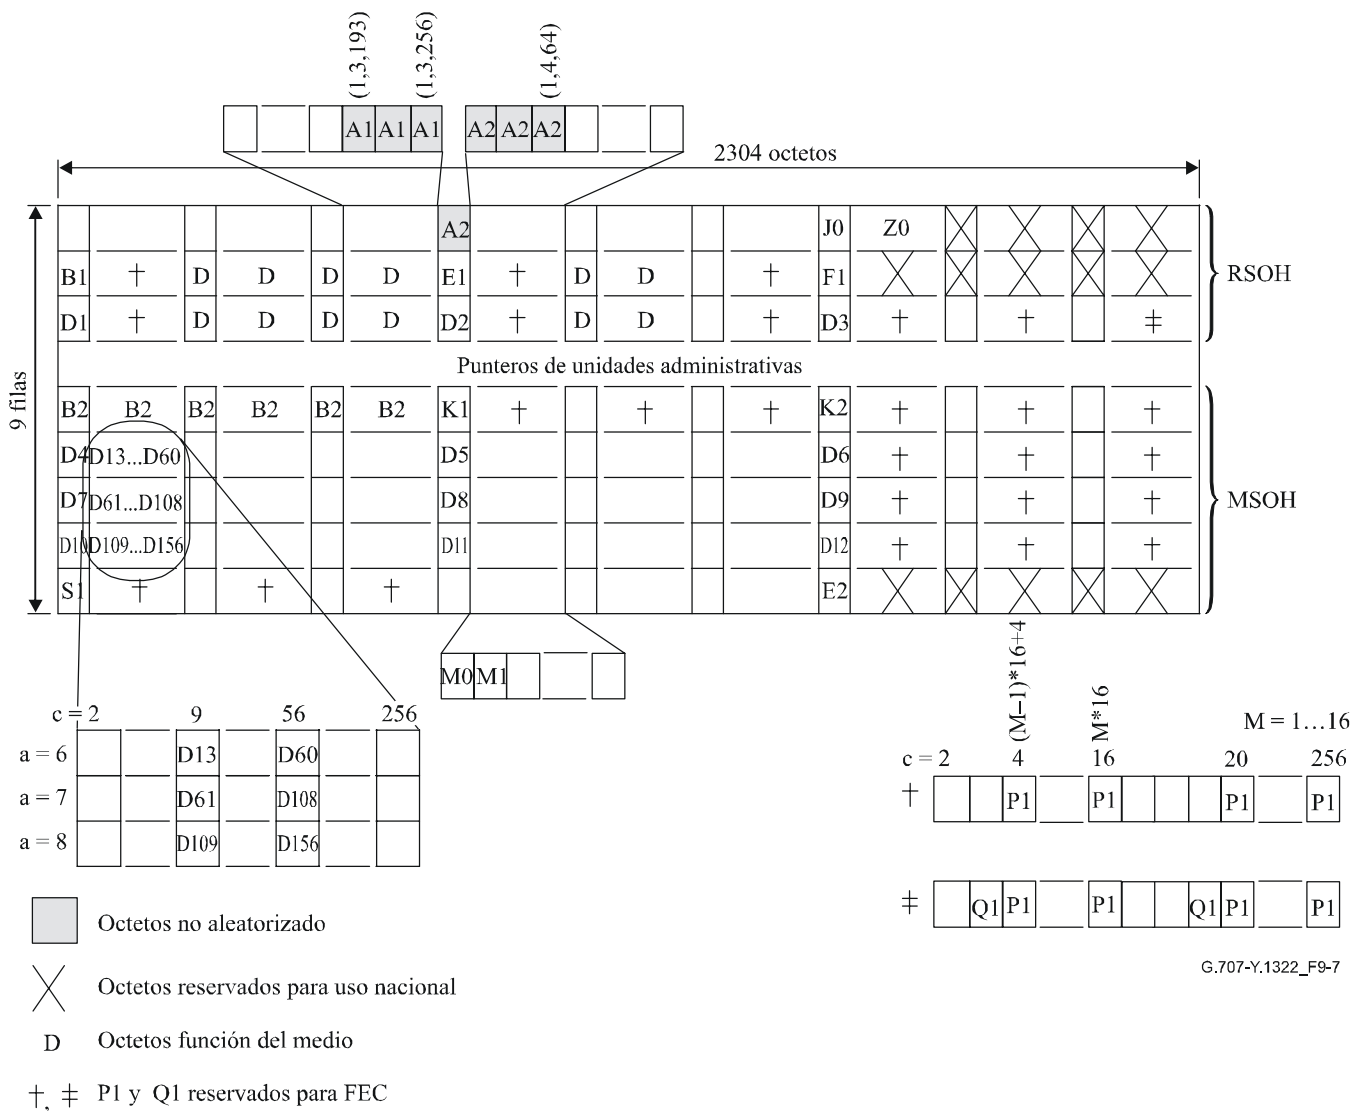 (1,3,193) (1,3,256) (1,4,64)
A1 A1 A1 A2 A2 A2
2304 octetos
A2 J0 Z0
B1 † D D D D E1 † D D † F1
RSOH
D1 † D D D D D2 † D D † D3 † † ‡
Punteros de unidades administrativas
9 filas
B2 B2 B2 B2 B2 B2 K1 † † † K2 † † †
D4 D13...D60 D5 D6 † † †
D7 D61...D108 D8 D9 † † †
MSOH
D10 D109...D156 D11 D12 † † †
S1 † † † E2
M0 M1
(M–1)*16+4 M*16
c = 2 9 56 256
M = 1…16
a = 6 D13 D60
c = 2 4 16 20 256
a = 7 D61 D108
† P1 P1 P1 P1
a = 8 D109 D156
‡ Q1 P1 P1 Q1 P1 P1
Octetos no aleatorizado
G.707-Y.1322_F9-7
Octetos reservados para uso nacional
D Octetos función del medio
†, ‡ P1 y Q1 reservados para FEC